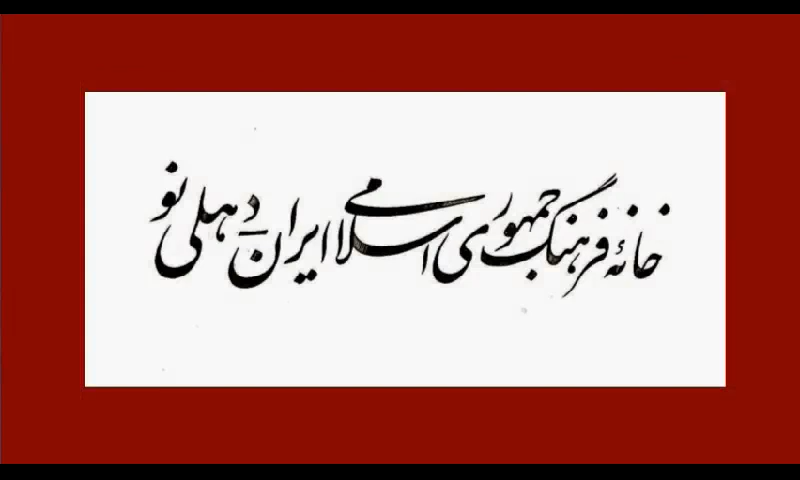 خانهٔ فرهنگ جمهوری اسلامی ایران - دهلی نو